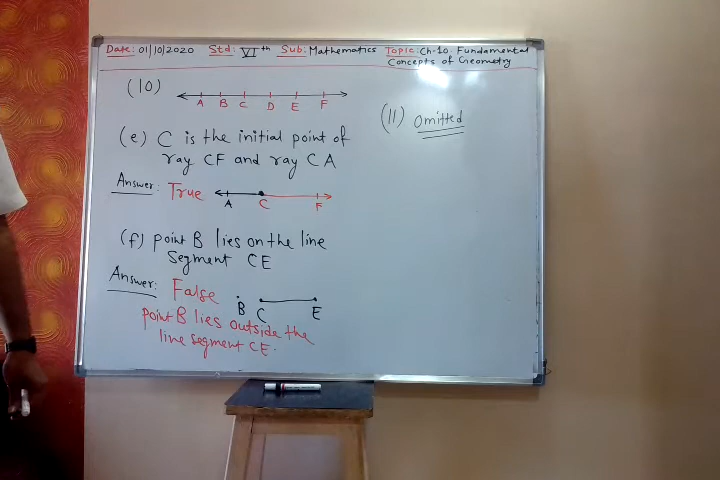 Date: 01/10/2020 Std: VIth Sub: Mathematics Topic: Ch-10. Fundamental
Concepts of Geometry
(10)
A B C D E F
(e) C is the initial point of
ray CF and ray CA
Answer: True
A C F
(f) point B lies on the line
segment CE
Answer: False
B C E
point B lies outside the
line segment CE.
(11) Omitted